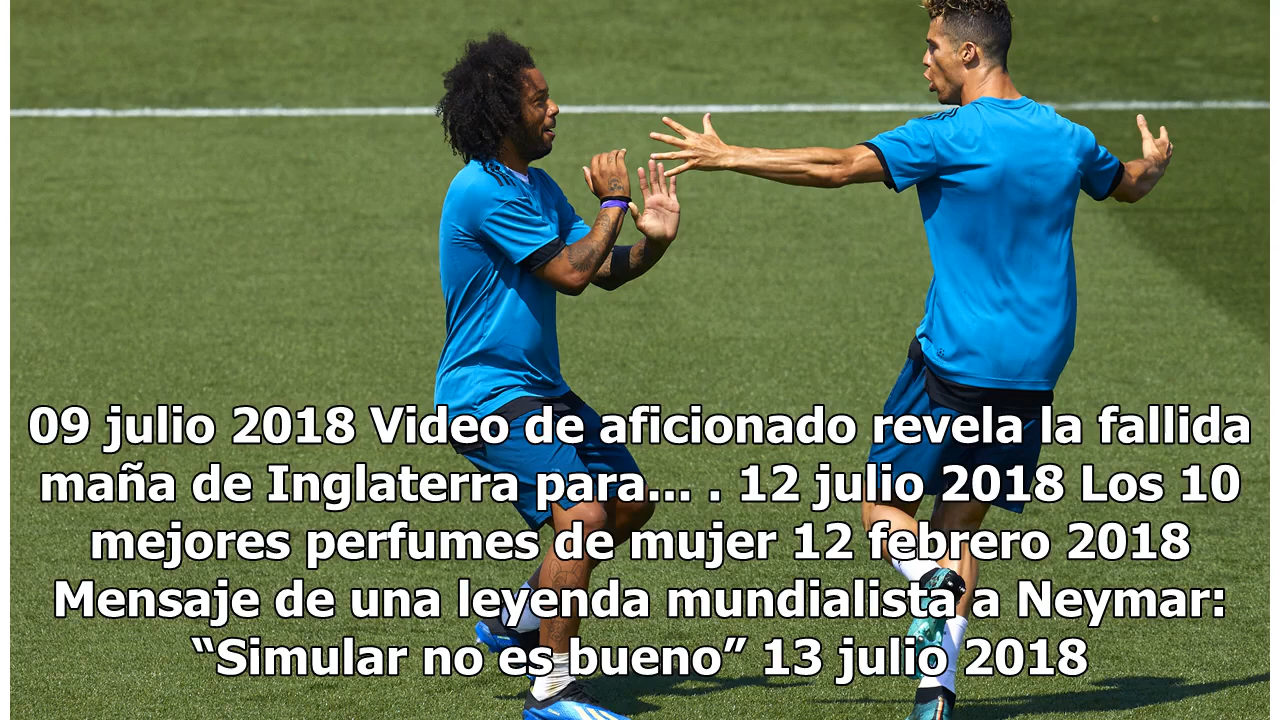 09 julio 2018 Video de aficionado revela la fallida
maña de Inglaterra para... . 12 julio 2018 Los 10
mejores perfumes de mujer 12 febrero 2018
Mensaje de una leyenda mundialista a Neymar:
“Simular no es bueno” 13 julio 2018